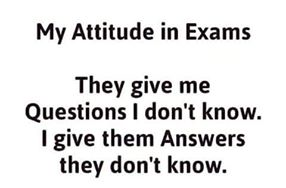 My Attitude in Exams
They give me
Questions I don't know.
I give them Answers
they don't know.